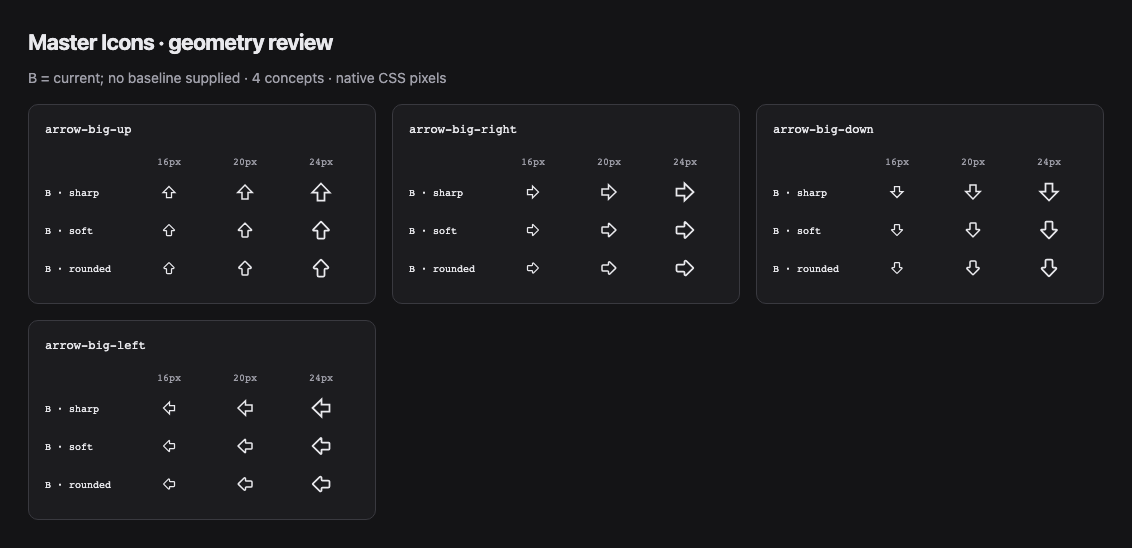 Master Icons · geometry review
B = current; no baseline supplied · 4 concepts · native CSS pixels
arrow-big-up
16px 20px 24px
B · sharp
B · soft
B · rounded
arrow-big-right
16px 20px 24px
B · sharp
B · soft
B · rounded
arrow-big-down
16px 20px 24px
B · sharp
B · soft
B · rounded
arrow-big-left
16px 20px 24px
B · sharp
B · soft
B · rounded